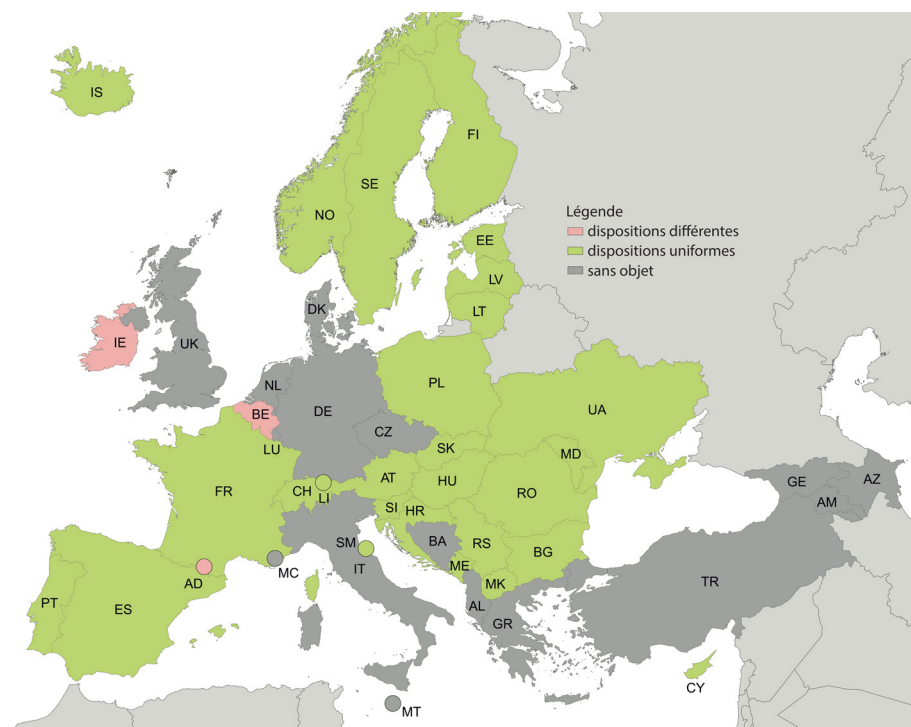 IS
FI
SE
NO
Légende
dispositions différentes
dispositions uniformes
sans objet
EE
LV
LT
DK
IE
UK
NL
PL
BE
DE
UA
CZ
LU
SK
MD
AT
HU
GE
AZ
FR
CH
LI
RO
AM
SI
HR
SM
BA
RS
BG
IT
ME
MC
AD
MK
TR
PT
ES
AL
GR
CY
MT